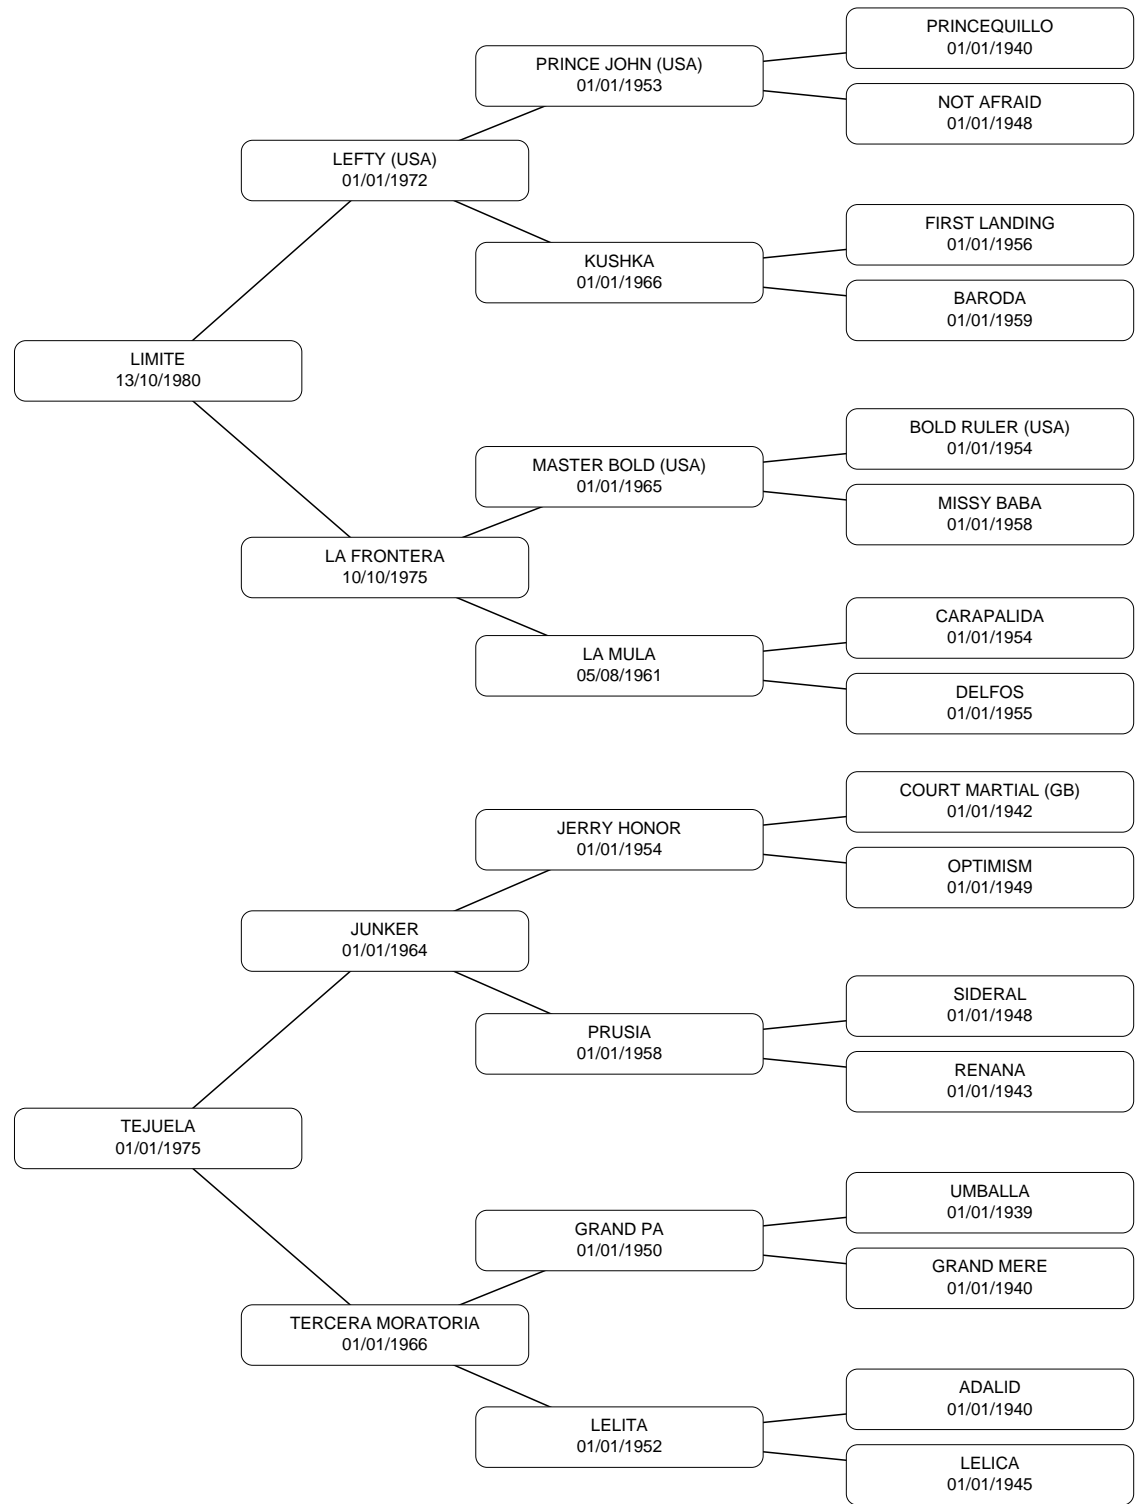 PRINCEQUILLO
01/01/1940
PRINCE JOHN (USA)
01/01/1953
NOT AFRAID
01/01/1948
LEFTY (USA)
01/01/1972
FIRST LANDING
01/01/1956
KUSHKA
01/01/1966
BARODA
01/01/1959
LIMITE
13/10/1980
BOLD RULER (USA)
01/01/1954
MASTER BOLD (USA)
01/01/1965
MISSY BABA
01/01/1958
LA FRONTERA
10/10/1975
CARAPALIDA
01/01/1954
LA MULA
05/08/1961
DELFOS
01/01/1955
COURT MARTIAL (GB)
01/01/1942
JERRY HONOR
01/01/1954
OPTIMISM
01/01/1949
JUNKER
01/01/1964
SIDERAL
01/01/1948
PRUSIA
01/01/1958
RENANA
01/01/1943
TEJUELA
01/01/1975
UMBALLA
01/01/1939
GRAND PA
01/01/1950
GRAND MERE
01/01/1940
TERCERA MORATORIA
01/01/1966
ADALID
01/01/1940
LELITA
01/01/1952
LELICA
01/01/1945